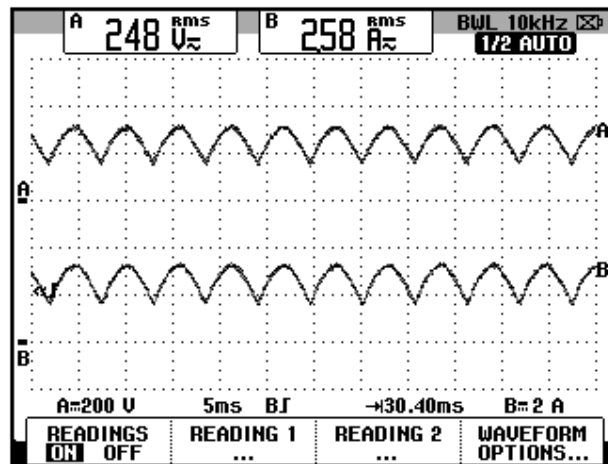 A 248 rms V≂ B 2.58 rms A≂ BWL 10kHz
1/2 AUTO
A
A
B
B
A=200 V 5ms B 30.40ms B=2 A
READINGS READING 1 READING 2 WAVEFORM
ON OFF ... ... OPTIONS...